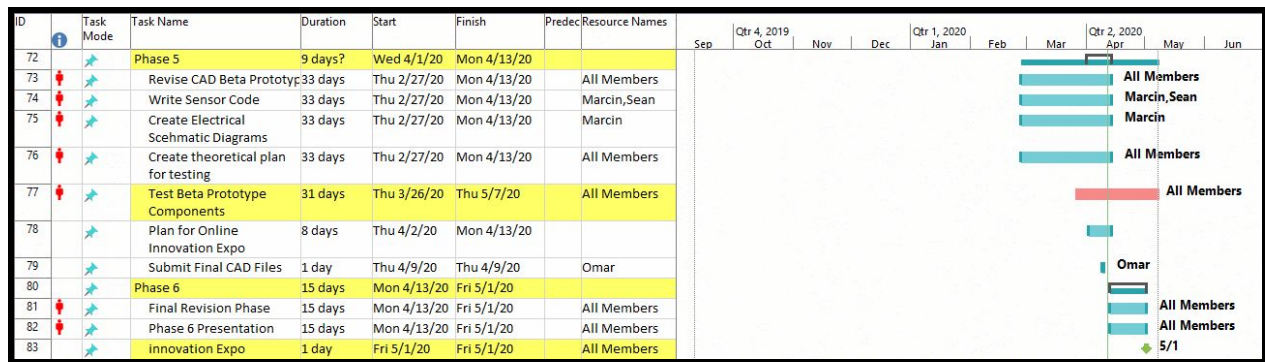 ID Task Mode Task Name Duration Start Finish Predec Resource Names
Qtr 4, 2019 Qtr 1, 2020 Qtr 2, 2020
Sep Oct Nov Dec Jan Feb Mar Apr May Jun
72 Phase 5 9 days? Wed 4/1/20 Mon 4/13/20
73 Revise CAD Beta Prototyp 33 days Thu 2/27/20 Mon 4/13/20 All Members All Members
74 Write Sensor Code 33 days Thu 2/27/20 Mon 4/13/20 Marcin,Sean Marcin,Sean
75 Create Electrical Scehmatic Diagrams 33 days Thu 2/27/20 Mon 4/13/20 Marcin Marcin
76 Create theoretical plan for testing 33 days Thu 2/27/20 Mon 4/13/20 All Members All Members
77 Test Beta Prototype Components 31 days Thu 3/26/20 Thu 5/7/20 All Members All Members
78 Plan for Online Innovation Expo 8 days Thu 4/2/20 Mon 4/13/20
79 Submit Final CAD Files 1 day Thu 4/9/20 Thu 4/9/20 Omar Omar
80 Phase 6 15 days Mon 4/13/20 Fri 5/1/20
81 Final Revision Phase 15 days Mon 4/13/20 Fri 5/1/20 All Members All Members
82 Phase 6 Presentation 15 days Mon 4/13/20 Fri 5/1/20 All Members All Members
83 innovation Expo 1 day Fri 5/1/20 Fri 5/1/20 All Members 5/1